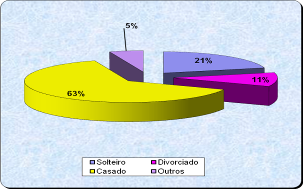 5%
21%
11%
63%
Solteiro Divorciado
Casado Outros